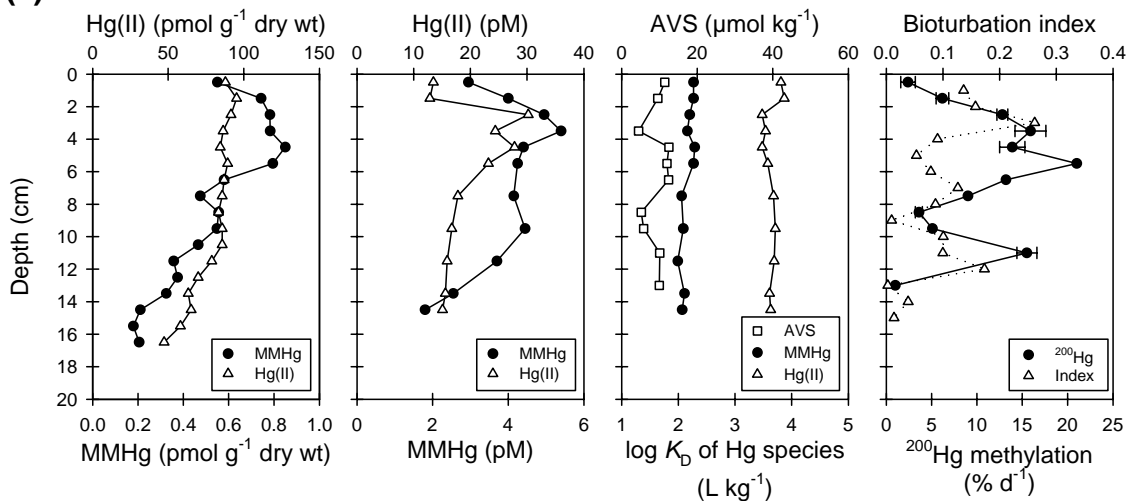 Hg(II) (pmol g⁻¹ dry wt)
0 50 100 150
Hg(II) (pM)
0 10 20 30 40
AVS (μmol kg⁻¹)
0 20 40 60
Bioturbation index
0 0.1 0.2 0.3 0.4
Depth (cm)
0
2
4
6
8
10
12
14
16
18
20
MMHg
Hg(II)
MMHg
Hg(II)
AVS
MMHg
Hg(II)
²⁰⁰Hg
Index
0.0 0.2 0.4 0.6 0.8 1.0
MMHg (pmol g⁻¹ dry wt)
0 2 4 6
MMHg (pM)
1 2 3 4 5
log K_D of Hg species
(L kg⁻¹)
0 5 10 15 20 25
²⁰⁰Hg methylation
(% d⁻¹)